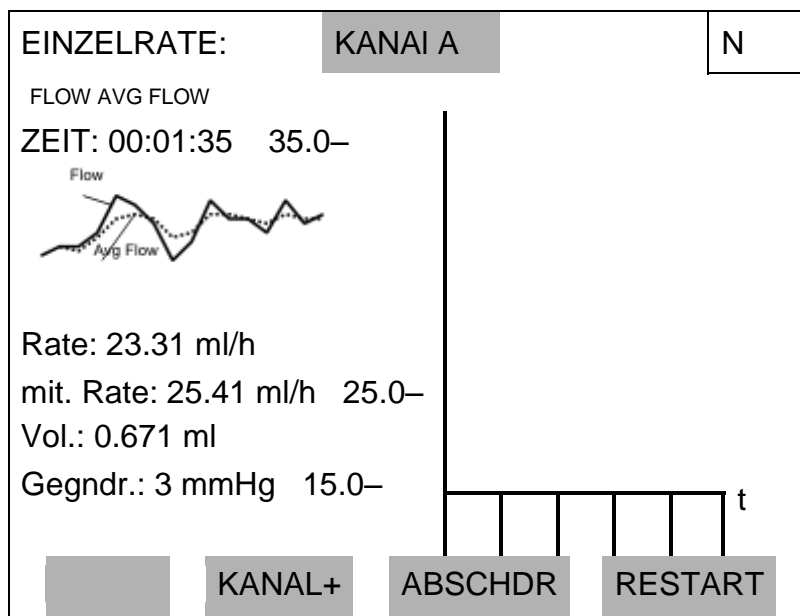 EINZELRATE: KANAl A N
FLOW AVG FLOW
ZEIT: 00:01:35 35.0–
Flow
Avg Flow
Rate: 23.31 ml/h
mit. Rate: 25.41 ml/h 25.0–
Vol.: 0.671 ml
Gegndr.: 3 mmHg 15.0–
t
KANAL+ ABSCHDR RESTART